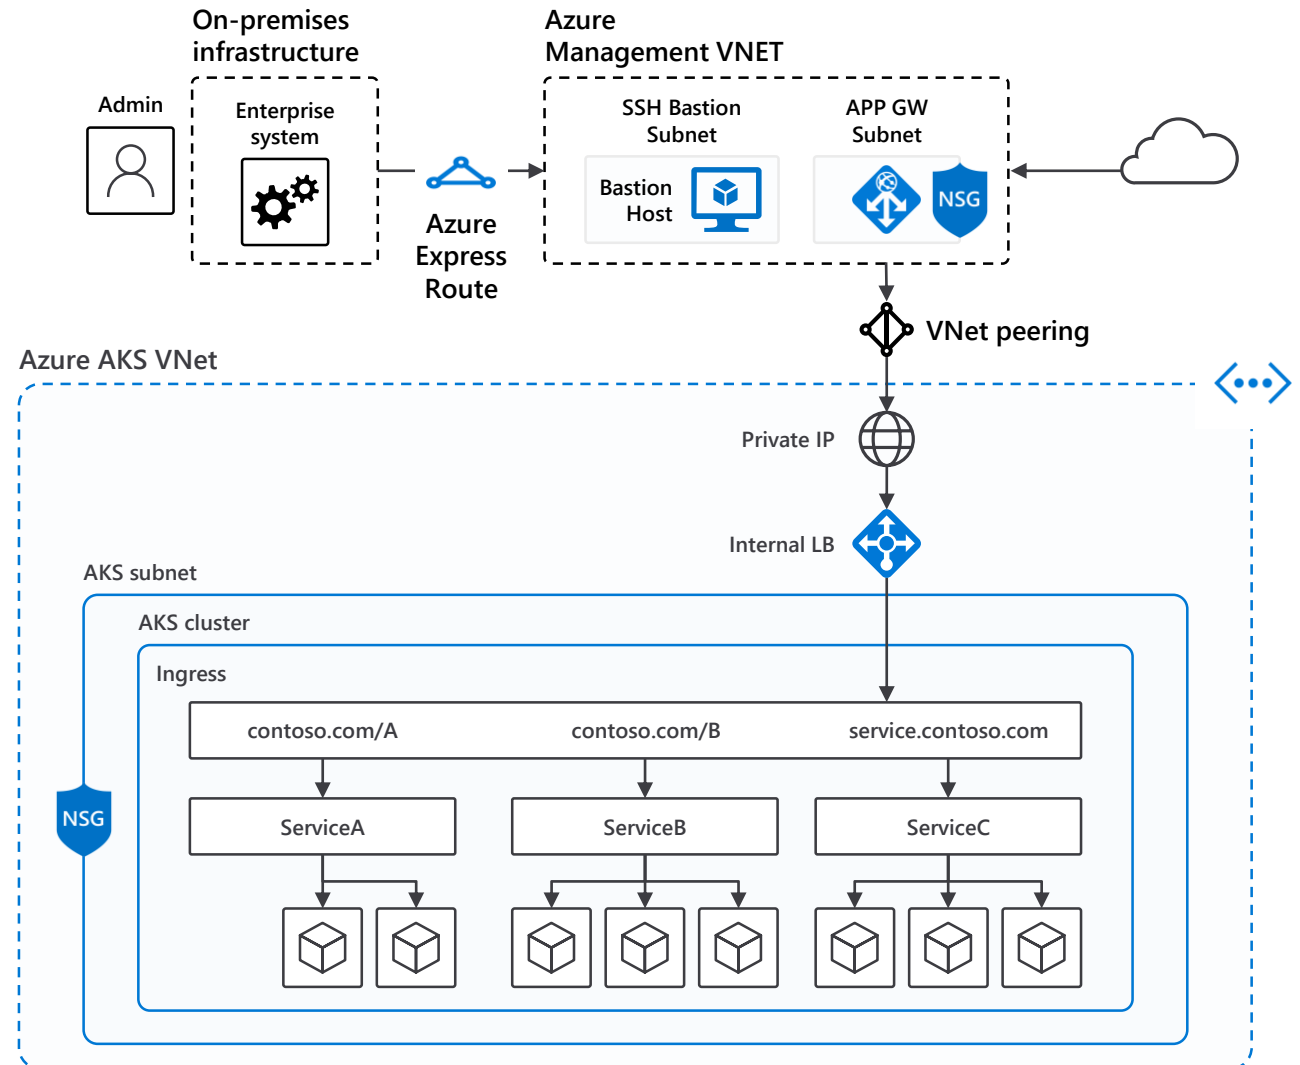 On-premises
infrastructure
Azure
Management VNET
Admin
Enterprise
system
SSH Bastion
Subnet
APP GW
Subnet
Bastion
Host
NSG
Azure
Express
Route
VNet peering
Azure AKS VNet
Private IP
Internal LB
AKS subnet
AKS cluster
Ingress
contoso.com/A
contoso.com/B
service.contoso.com
NSG
ServiceA
ServiceB
ServiceC